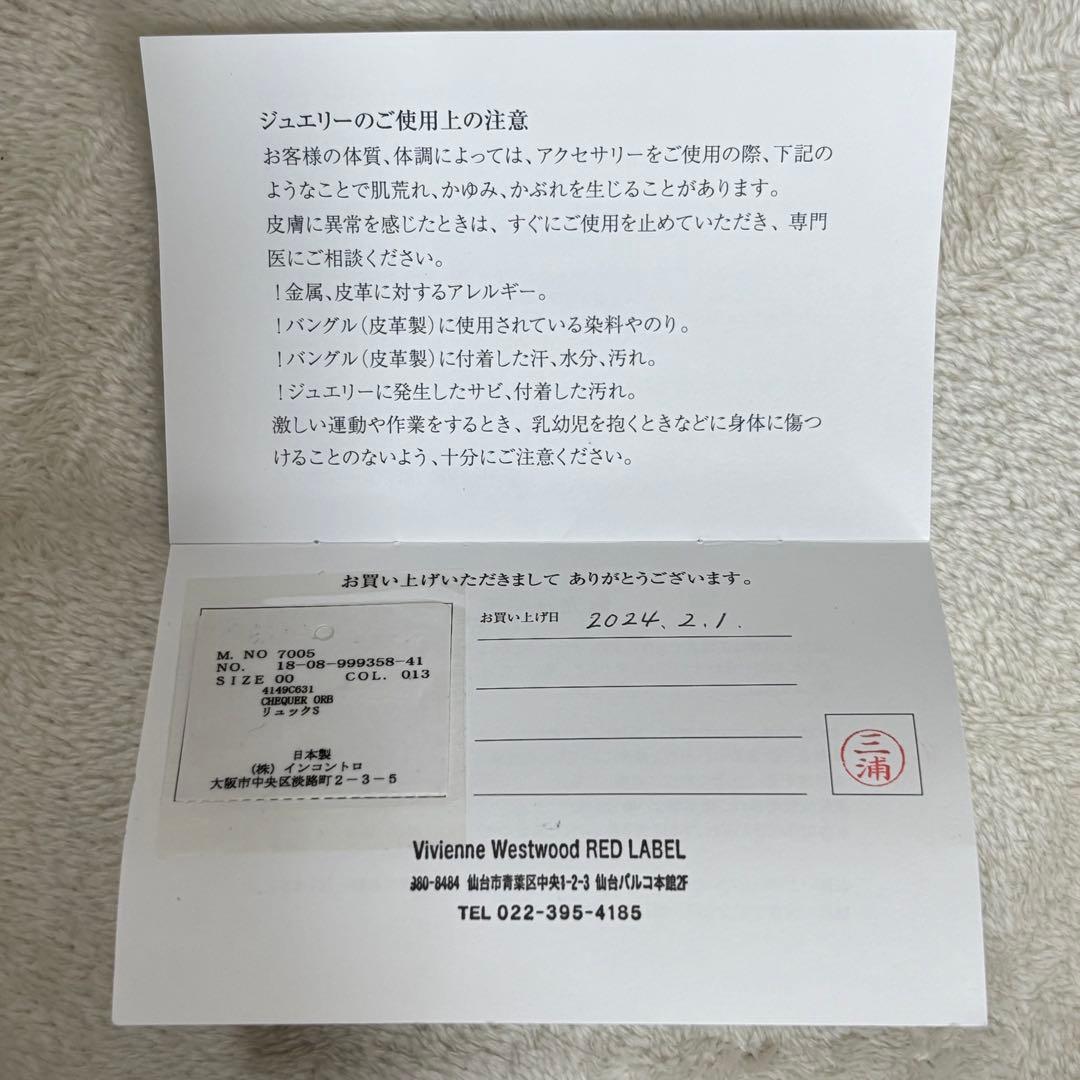 ジュエリーのご使用上の注意
お客様の体質、体調によっては、アクセサリーをご使用の際、下記の
ようなことで肌荒れ、かゆみ、かぶれを生じることがあります。
皮膚に異常を感じたときは、すぐにご使用を止めていただき、専門
医にご相談ください。
！金属、皮革に対するアレルギー。
！バングル（皮革製）に使用されている染料やのり。
！バングル（皮革製）に付着した汗、水分、汚れ。
！ジュエリーに発生したサビ、付着した汚れ。
激しい運動や作業をするとき、乳幼児を抱くときなどに身体に傷つ
けることのないよう、十分にご注意ください。
お買い上げいただきまして ありがとうございます。
お買い上げ日 2024. 2. 1.
M. NO 7005
NO. 18-08-999358-41
SIZE 00 COL. 013
4149C631
CHEQUER ORB
リュックS
日本製
（株）インコントロ
大阪市中央区淡路町２－３－５
三浦
Vivienne Westwood RED LABEL
980-8484 仙台市青葉区中央1-2-3 仙台パルコ本館2F
TEL 022-395-4185